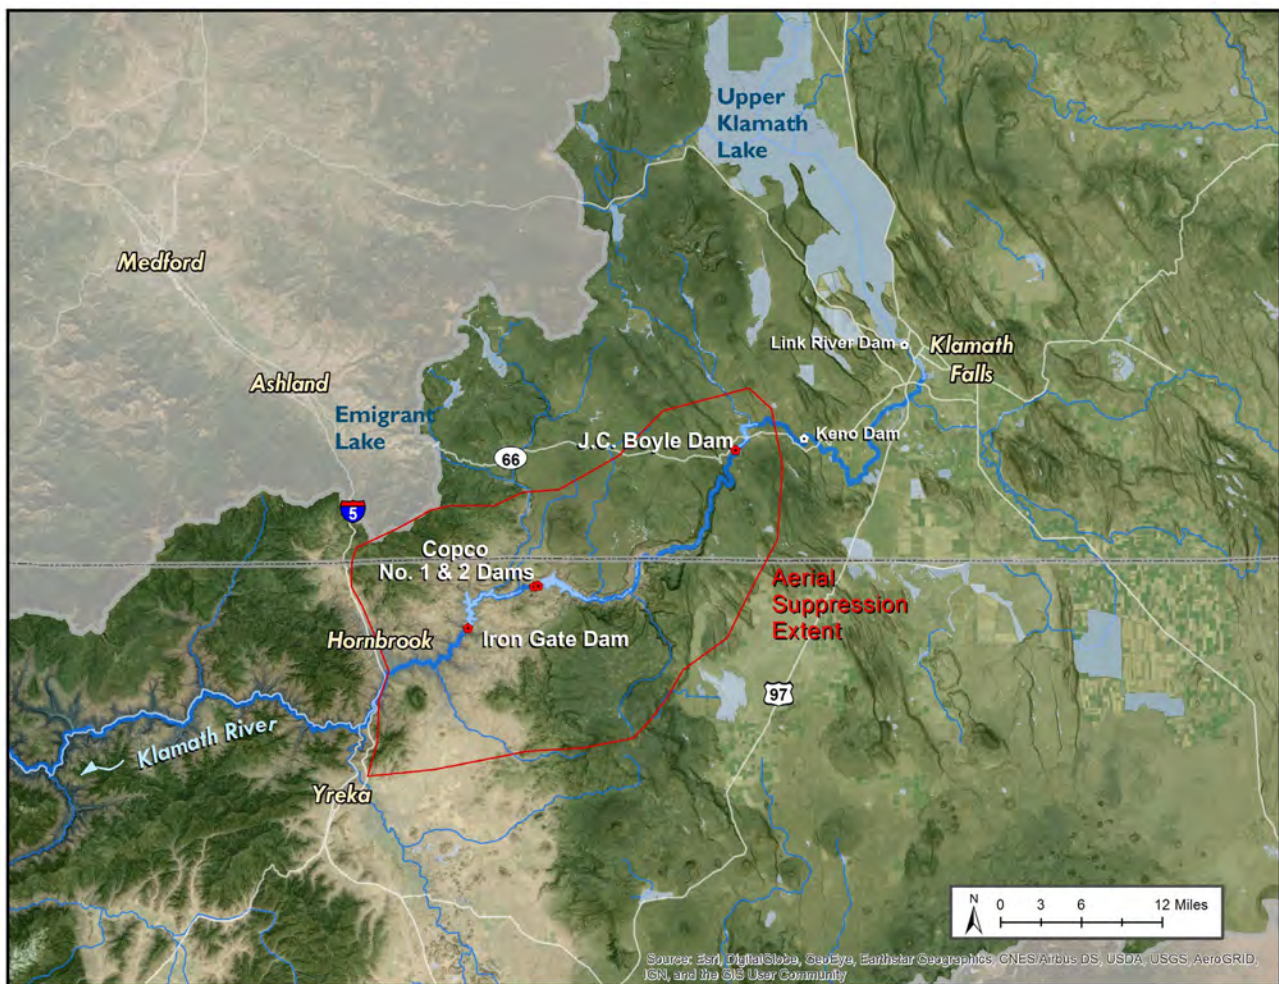 Upper
Klamath
Lake
Medford
Link River Dam
Klamath
Falls
Ashland
Emigrant
Lake
J.C. Boyle Dam
Keno Dam
66
5
Copco
No. 1 & 2 Dams
Aerial
Suppression
Extent
Hornbrook
Iron Gate Dam
97
Klamath River
Yreka
N
0 3 6 12 Miles
Source: Esri, DigitalGlobe, GeoEye, Earthstar Geographics, CNES/Airbus DS, USDA, USGS, AeroGRID,
IGN, and the GIS User Community